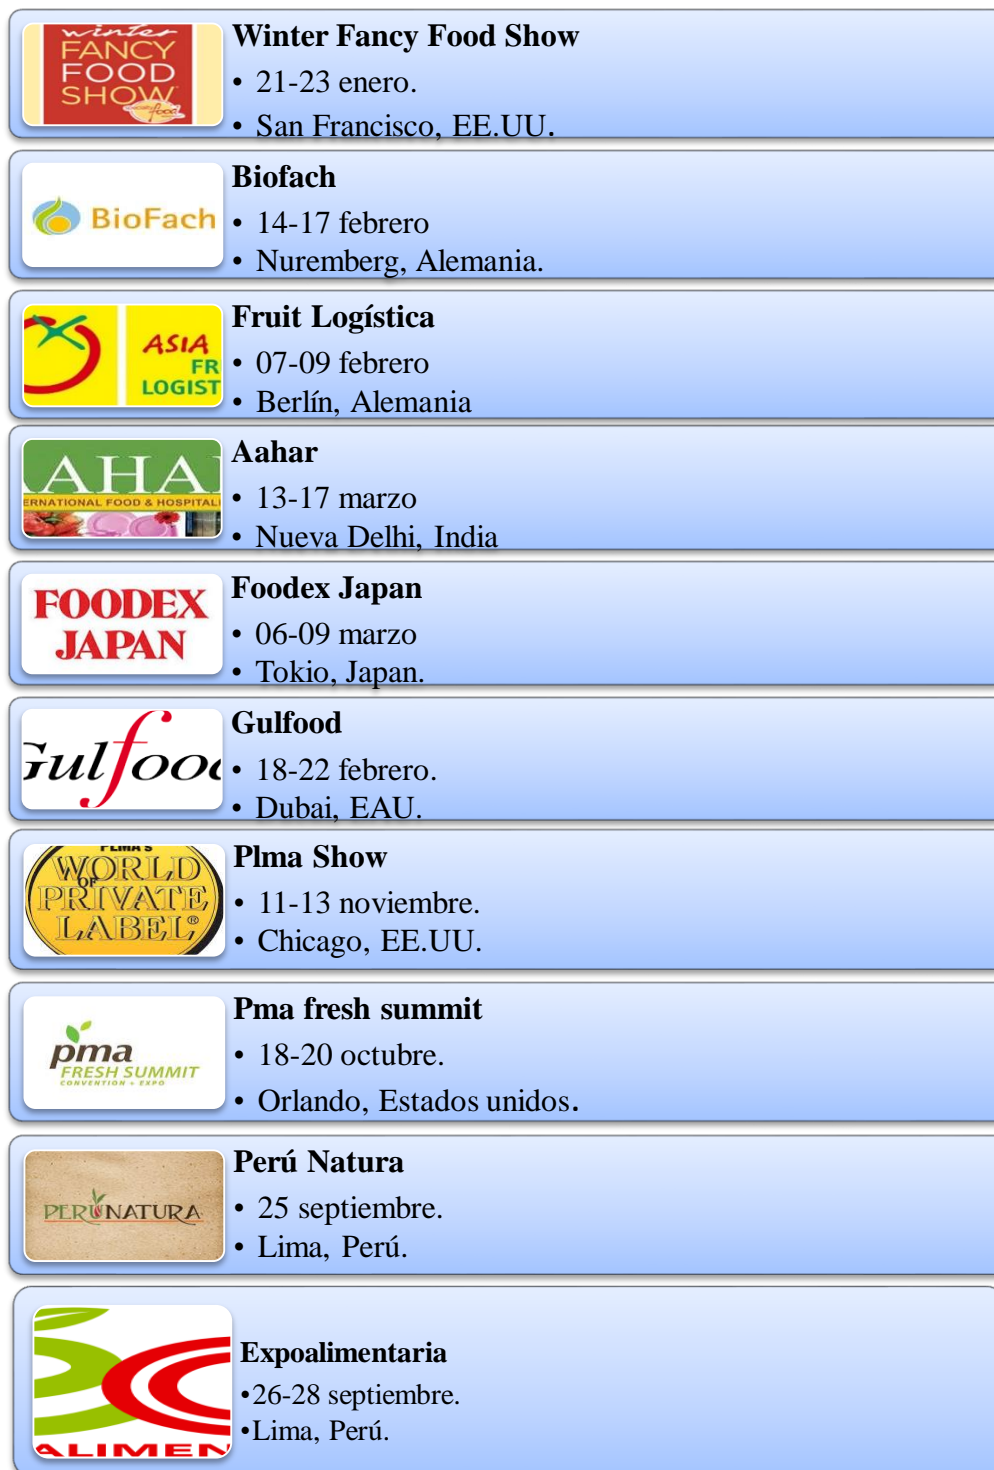 winter
FANCY
FOOD
SHOW
food
Winter Fancy Food Show
• 21-23 enero.
• San Francisco, EE.UU.
BioFach
Biofach
• 14-17 febrero
• Nuremberg, Alemania.
ASIA
FR
LOGIST
Fruit Logística
• 07-09 febrero
• Berlín, Alemania
AHA
ERNATIONAL FOOD & HOSPITALI
Aahar
• 13-17 marzo
• Nueva Delhi, India
FOODEX
JAPAN
Foodex Japan
• 06-09 marzo
• Tokio, Japan.
Gulfood
Gulfood
• 18-22 febrero.
• Dubai, EAU.
PLMA'S
WORLD
OF
PRIVATE
LABEL®
Plma Show
• 11-13 noviembre.
• Chicago, EE.UU.
pma
FRESH SUMMIT
CONVENTION + EXPO
Pma fresh summit
• 18-20 octubre.
• Orlando, Estados unidos.
PERÚNATURA
Perú Natura
• 25 septiembre.
• Lima, Perú.
ALIMEN
Expoalimentaria
•26-28 septiembre.
•Lima, Perú.